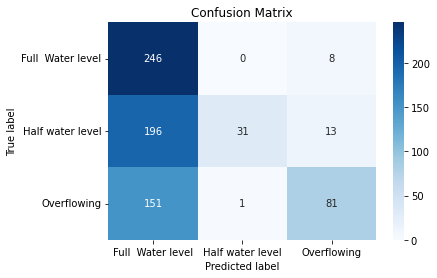 Confusion Matrix
Full  Water level 246 0 8
Half water level 196 31 13
Overflowing 151 1 81
Full  Water level Half water level Overflowing
Predicted label
True label
200
150
100
50
0